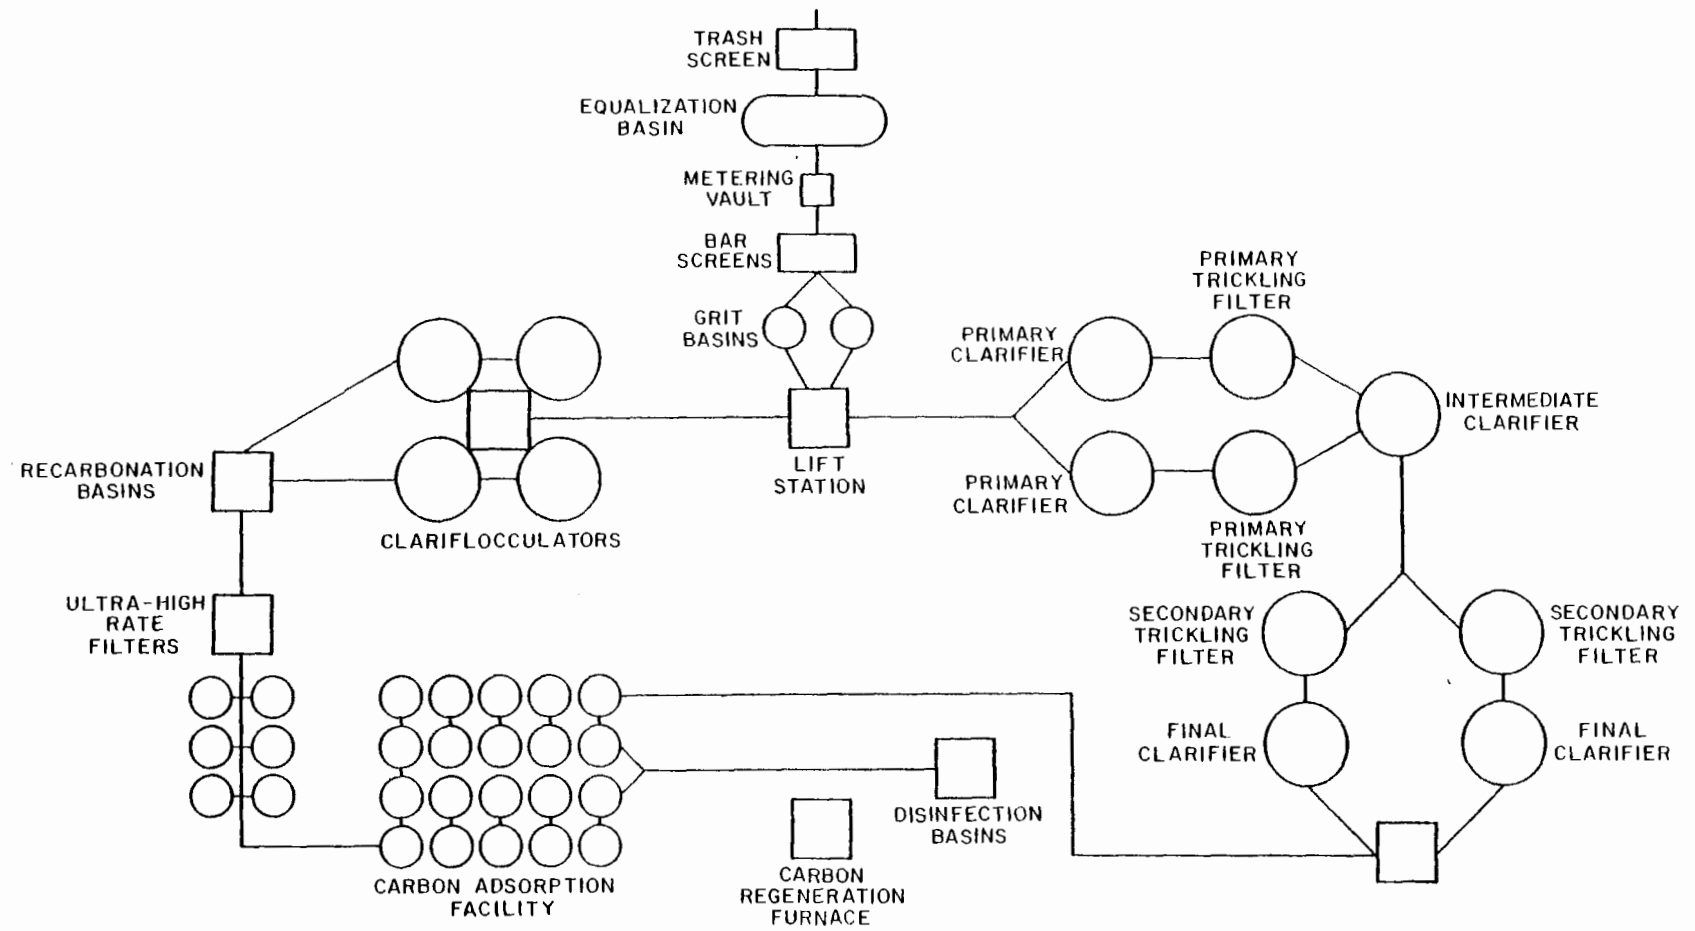 TRASH
SCREEN
EQUALIZATION
BASIN
METERING
VAULT
BAR
SCREENS
GRIT
BASINS
LIFT
STATION
PRIMARY
TRICKLING
FILTER
PRIMARY
CLARIFIER
INTERMEDIATE
CLARIFIER
PRIMARY
CLARIFIER
PRIMARY
TRICKLING
FILTER
RECARBONATION
BASINS
CLARIFLOCCULATORS
ULTRA-HIGH
RATE
FILTERS
SECONDARY
TRICKLING
FILTER
SECONDARY
TRICKLING
FILTER
FINAL
CLARIFIER
FINAL
CLARIFIER
DISINFECTION
BASINS
CARBON ADSORPTION
FACILITY
CARBON
REGENERATION
FURNACE